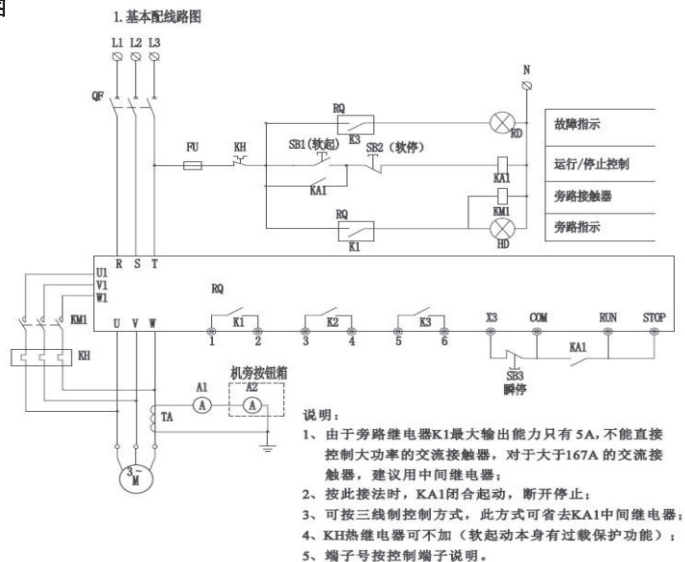 图
1. 基本配线路图
L1 L2 L3
N
QF
RQ
K3
RD
故障指示
FU
KH
SB1(软起)
SB2（软停）
KA1
KA1
运行/停止控制
旁路接触器
KM1
RQ
K1
HD
旁路指示
R S T
U1
V1
W1
RQ
KM1
U V W
K1
K2
K3
X3
COM
RUN
STOP
1 2 3 4 5 6
KH
SB3
瞬停
KA1
机旁按钮箱
A1
A2
A
A
TA
3~
M
说明：
1、由于旁路继电器K1最大输出能力只有5A,不能直接
控制大功率的交流接触器，对于大于167A 的交流接
触器，建议用中间继电器；
2、按此接法时，KA1闭合起动，断开停止；
3、可按三线制控制方式，此方式可省去KA1中间继电器；
4、KH热继电器可不加（软起动本身有过载保护功能）；
5、端子号按控制端子说明。